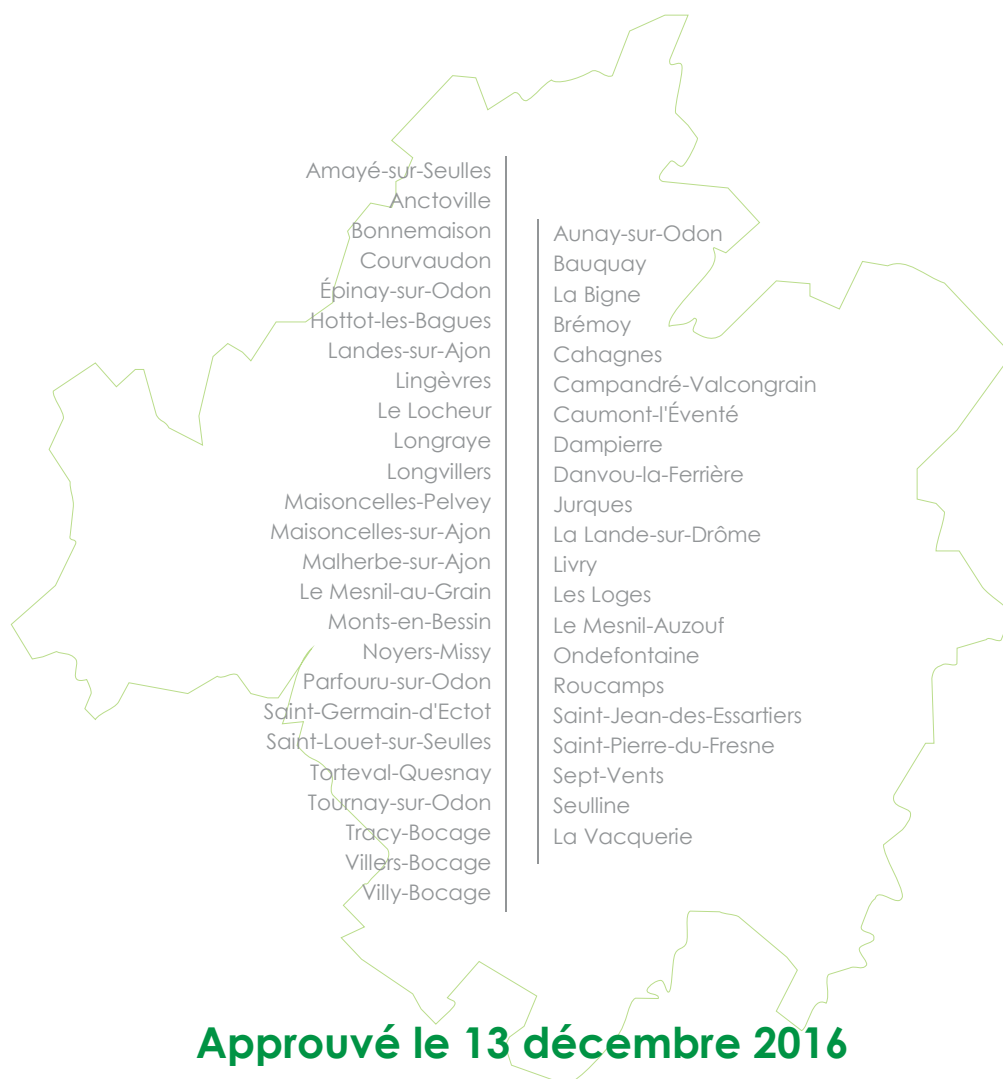 Amayé-sur-Seulles
Anctoville
Bonnemaison
Courvaudon
Épinay-sur-Odon
Hottot-les-Bagues
Landes-sur-Ajon
Lingèvres
Le Locheur
Longraye
Longvillers
Maisoncelles-Pelvey
Maisoncelles-sur-Ajon
Malherbe-sur-Ajon
Le Mesnil-au-Grain
Monts-en-Bessin
Noyers-Missy
Parfouru-sur-Odon
Saint-Germain-d'Ectot
Saint-Louet-sur-Seulles
Torteval-Quesnay
Tournay-sur-Odon
Tracy-Bocage
Villers-Bocage
Villy-Bocage
Aunay-sur-Odon
Bauquay
La Bigne
Brémoy
Cahagnes
Campandré-Valcongrain
Caumont-l'Éventé
Dampierre
Danvou-la-Ferrière
Jurques
La Lande-sur-Drôme
Livry
Les Loges
Le Mesnil-Auzouf
Ondefontaine
Roucamps
Saint-Jean-des-Essartiers
Saint-Pierre-du-Fresne
Sept-Vents
Seulline
La Vacquerie
Approuvé le 13 décembre 2016